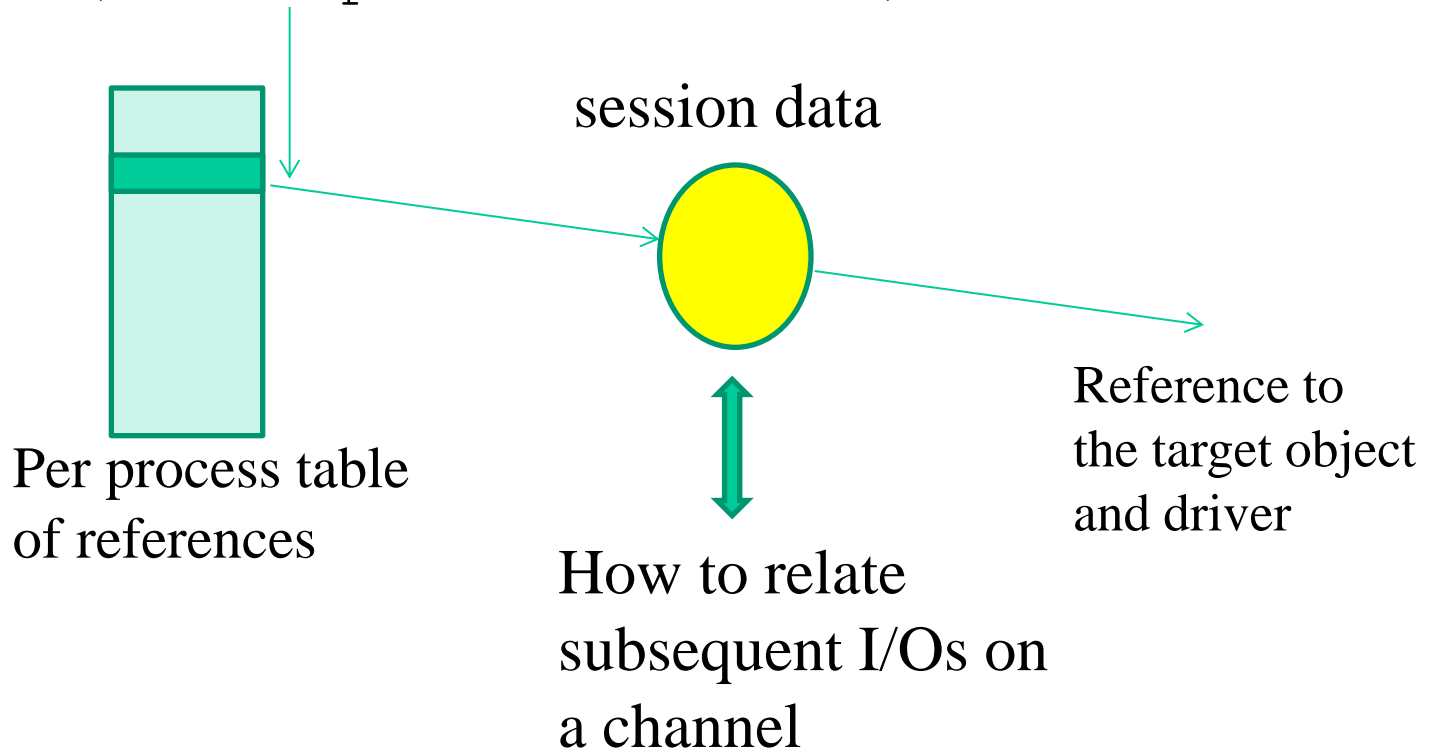 session data
Per process table
of references
Reference to
the target object
and driver
How to relate
subsequent I/Os on
a channel